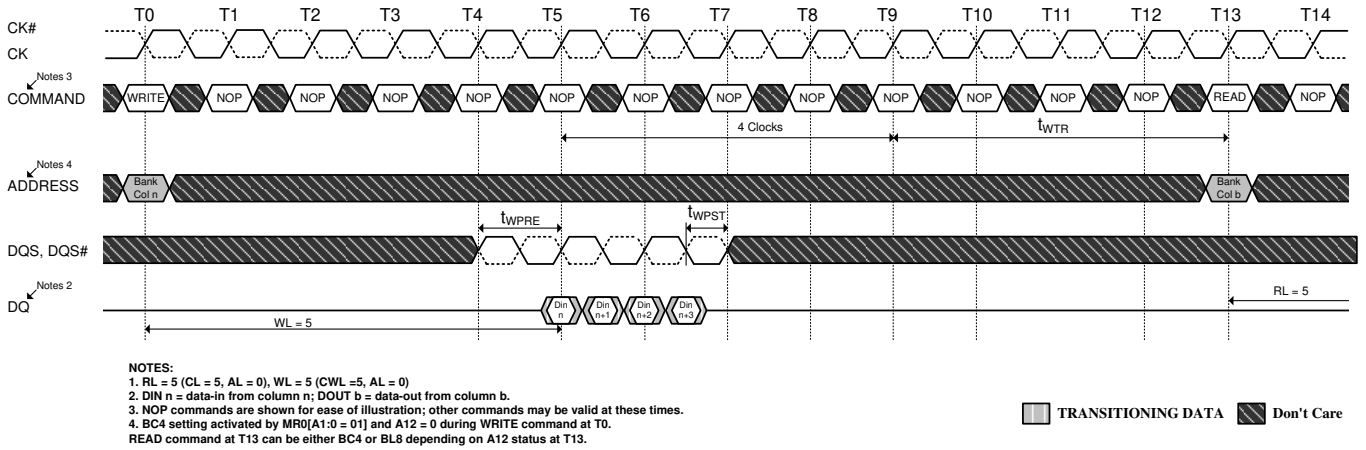 T0 T1 T2 T3 T4 T5 T6 T7 T8 T9 T10 T11 T12 T13 T14
CK#
CK
Notes 3
COMMAND WRITE NOP NOP NOP NOP NOP NOP NOP NOP NOP NOP NOP NOP READ NOP
4 Clocks tWTR
Notes 4
ADDRESS Bank Col n Bank Col b
tWPRE tWPST
DQS, DQS#
Notes 2
DQ Din n Din n+1 Din n+2 Din n+3 RL = 5
WL = 5
NOTES:
1. RL = 5 (CL = 5, AL = 0), WL = 5 (CWL =5, AL = 0)
2. DIN n = data-in from column n; DOUT b = data-out from column b.
3. NOP commands are shown for ease of illustration; other commands may be valid at these times.
4. BC4 setting activated by MR0[A1:0 = 01] and A12 = 0 during WRITE command at T0.
READ command at T13 can be either BC4 or BL8 depending on A12 status at T13.
TRANSITIONING DATA Don't Care